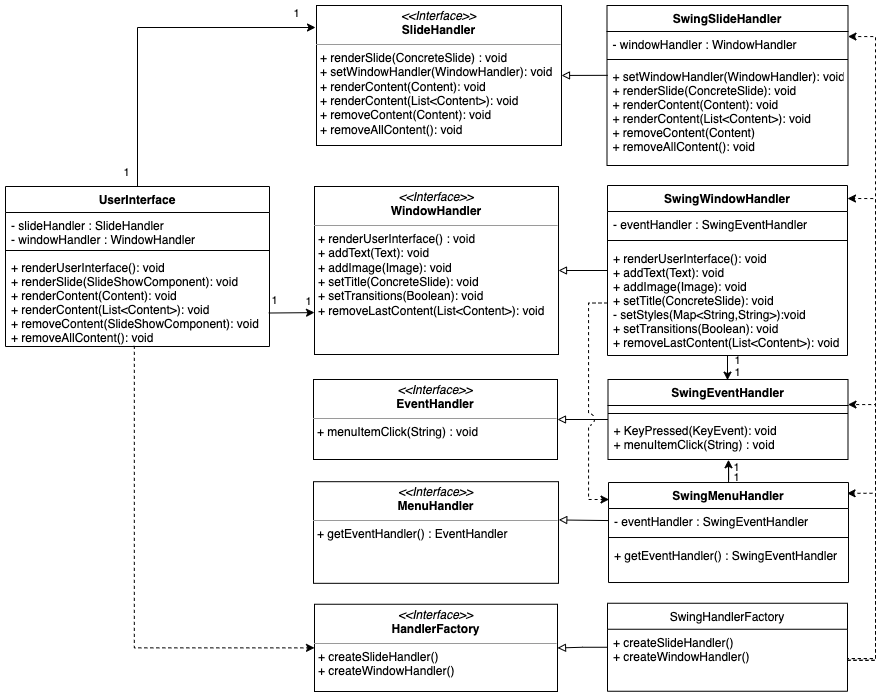 1
<<Interface>>
SlideHandler
+ renderSlide(ConcreteSlide) : void
+ setWindowHandler(WindowHandler): void
+ renderContent(Content): void
+ renderContent(List<Content>): void
+ removeContent(Content): void
+ removeAllContent(): void
SwingSlideHandler
- windowHandler : WindowHandler
+ setWindowHandler(WindowHandler): void
+ renderSlide(ConcreteSlide): void
+ renderContent(Content): void
+ renderContent(List<Content>): void
+ removeContent(Content)
+ removeAllContent(): void
1
UserInterface
- slideHandler : SlideHandler
- windowHandler : WindowHandler
+ renderUserInterface(): void
+ renderSlide(SlideShowComponent): void
+ renderContent(Content): void
+ renderContent(List<Content>): void
+ removeContent(SlideShowComponent): void
+ removeAllContent(): void
1
1
<<Interface>>
WindowHandler
+ renderUserInterface() : void
+ addText(Text): void
+ addImage(Image): void
+ setTitle(ConcreteSlide): void
+ setTransitions(Boolean): void
+ removeLastContent(List<Content>): void
SwingWindowHandler
- eventHandler : SwingEventHandler
+ renderUserInterface(): void
+ addText(Text): void
+ addImage(Image): void
+ setTitle(ConcreteSlide): void
- setStyles(Map<String,String>):void
+ setTransitions(Boolean): void
+ removeLastContent(List<Content>): void
1
1
<<Interface>>
EventHandler
+ menuItemClick(String) : void
SwingEventHandler
+ KeyPressed(KeyEvent): void
+ menuItemClick(String) : void
1
1
<<Interface>>
MenuHandler
+ getEventHandler() : EventHandler
SwingMenuHandler
- eventHandler : SwingEventHandler
+ getEventHandler() : SwingEventHandler
<<Interface>>
HandlerFactory
+ createSlideHandler()
+ createWindowHandler()
SwingHandlerFactory
+ createSlideHandler()
+ createWindowHandler()